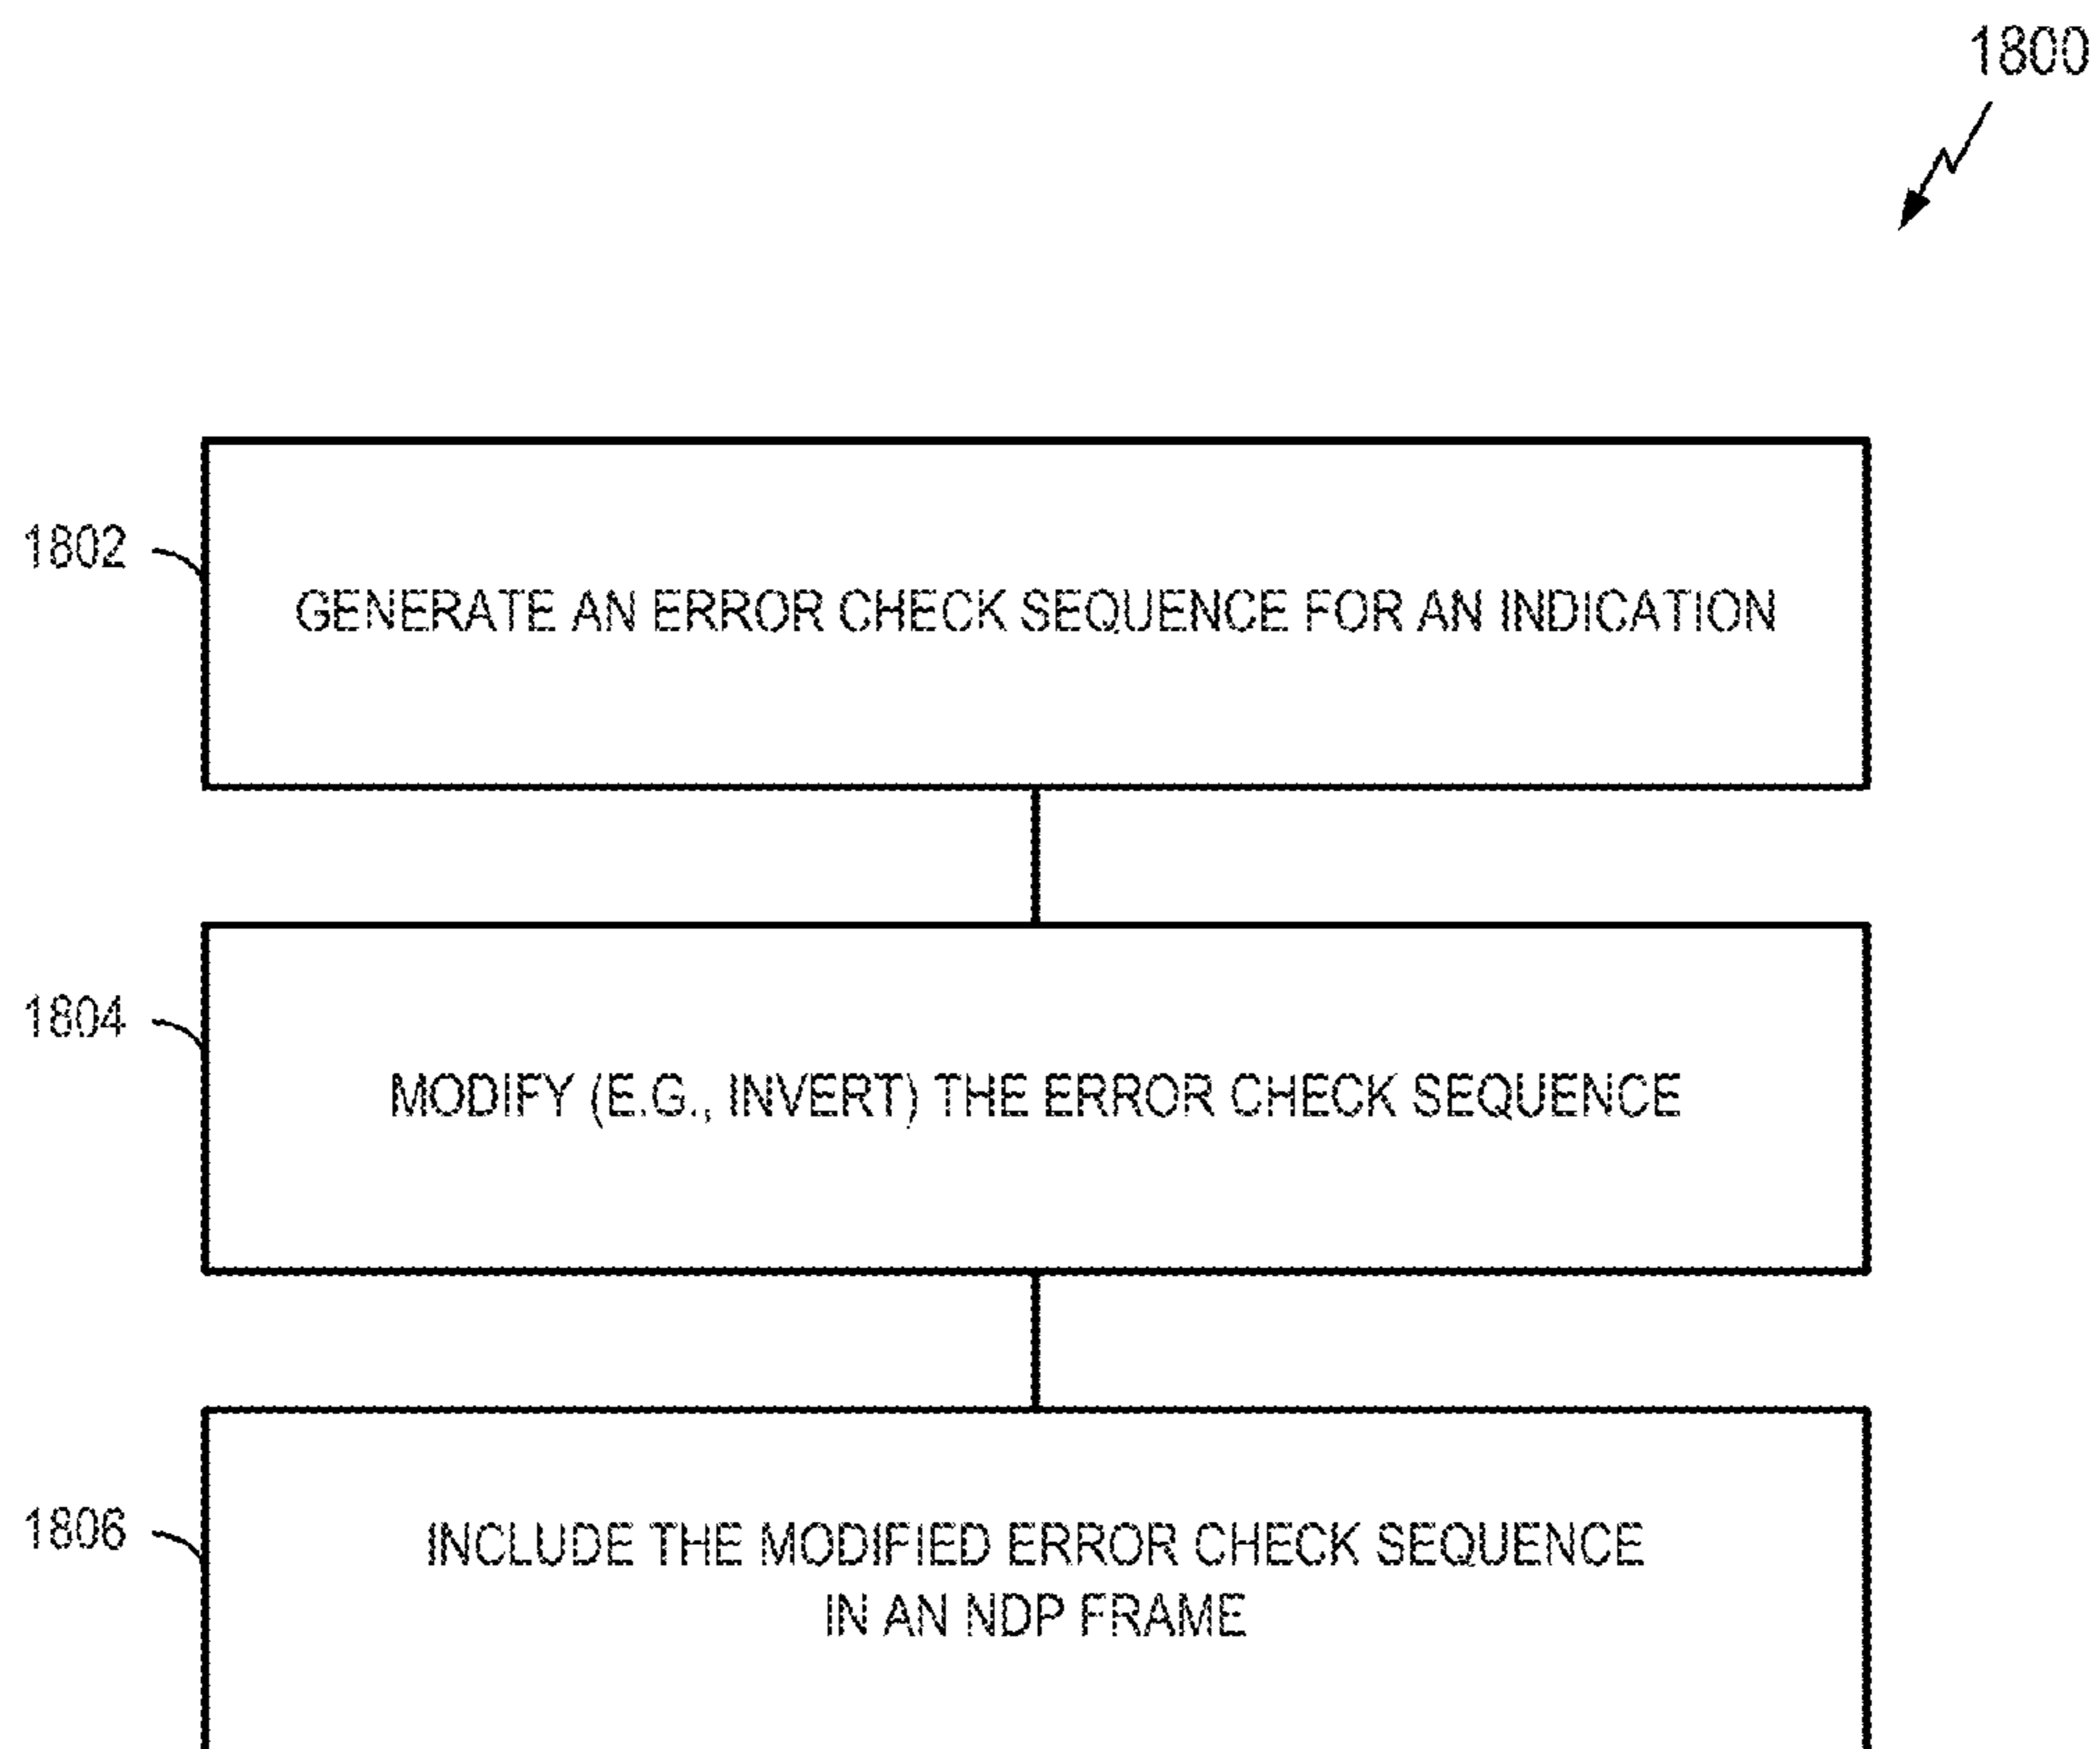 1800
1802
GENERATE AN ERROR CHECK SEQUENCE FOR AN INDICATION
1804
MODIFY (E.G., INVERT) THE ERROR CHECK SEQUENCE
1806
INCLUDE THE MODIFIED ERROR CHECK SEQUENCE
IN AN NDP FRAME